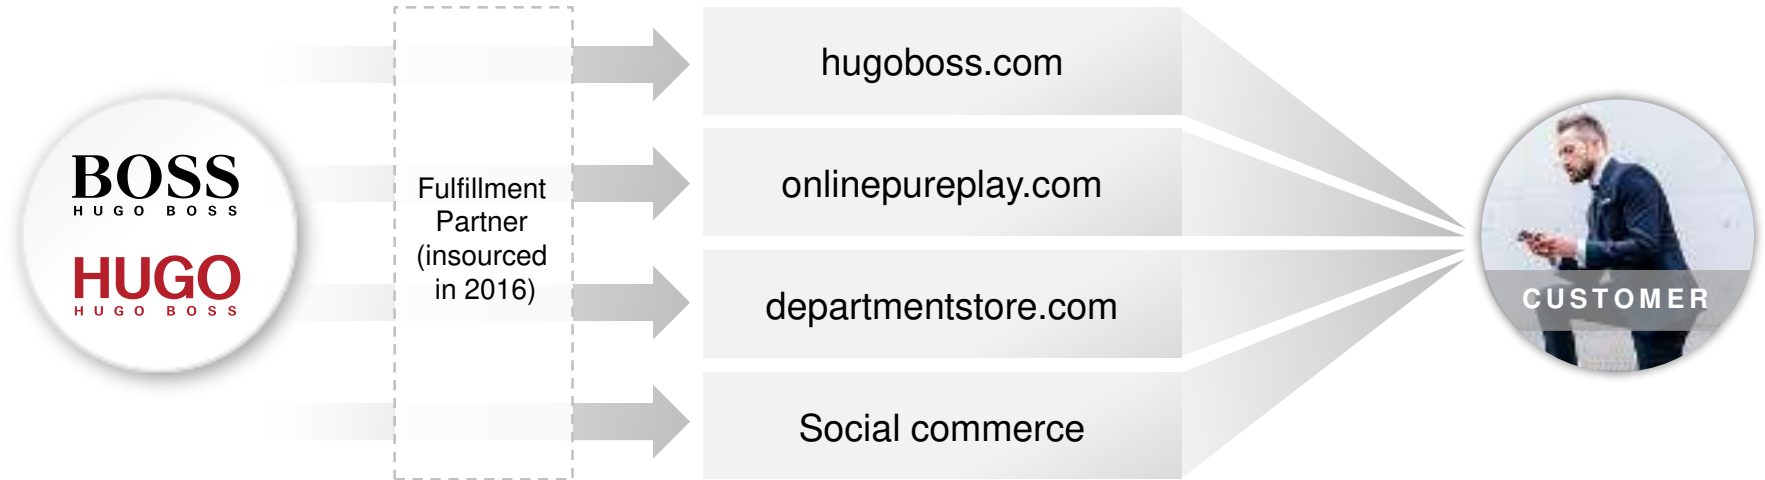 BOSS
HUGO BOSS
HUGO
HUGO BOSS
Fulfillment
Partner
(insourced
in 2016)
hugoboss.com
onlinepureplay.com
departmentstore.com
Social commerce
CUSTOMER